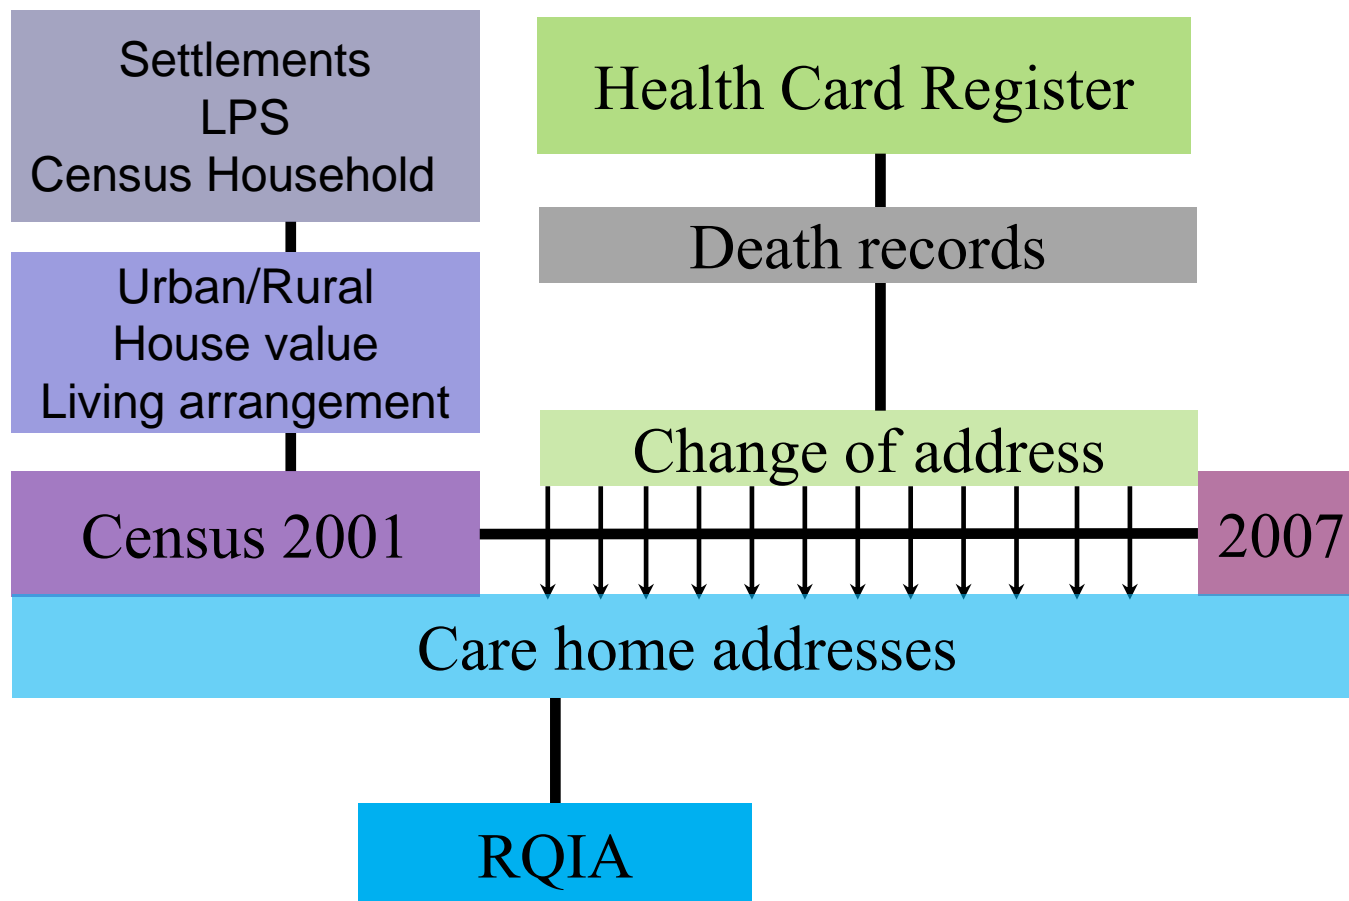 Settlements
LPS
Census Household
Health Card Register
Death records
Urban/Rural
House value
Living arrangement
Change of address
Census 2001
2007
Care home addresses
RQIA